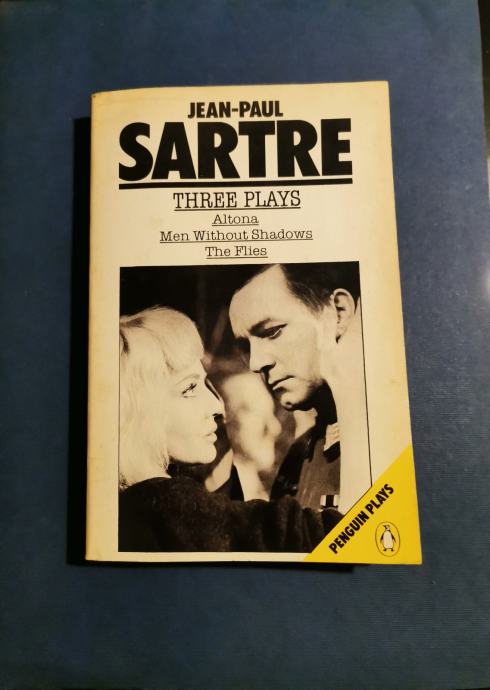 JEAN-PAUL
SARTRE
THREE PLAYS
Altona
Men Without Shadows
The Flies
PENGUIN PLAYS